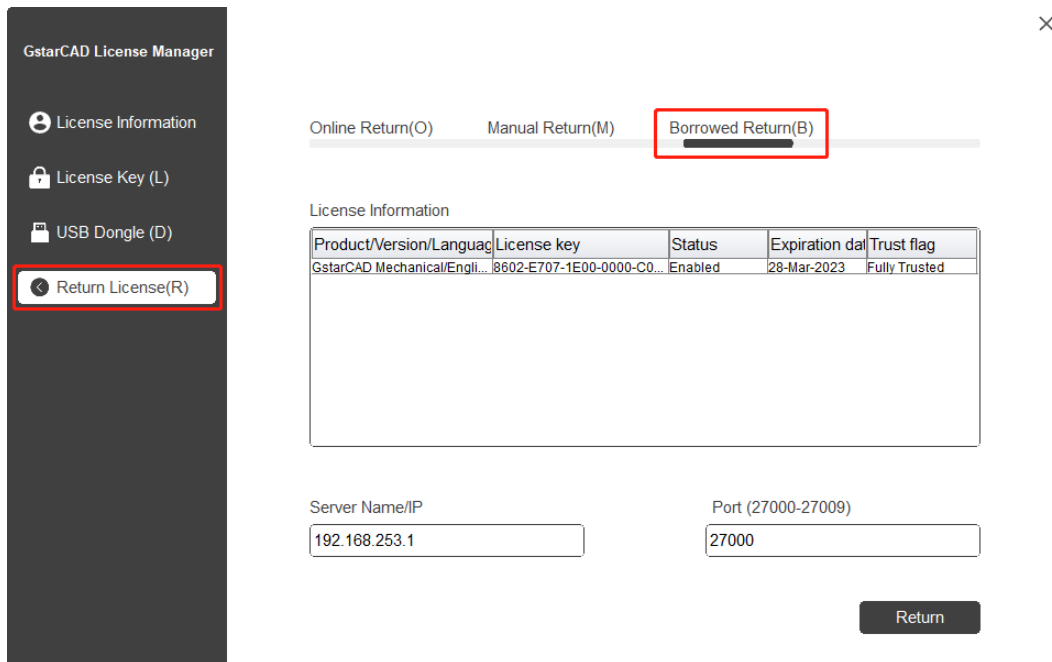 GstarCAD License Manager
License Information
License Key (L)
USB Dongle (D)
Return License(R)
Online Return(O) Manual Return(M) Borrowed Return(B)
License Information
Product/Version/Languag License key Status Expiration dat Trust flag
GstarCAD Mechanical/Engli... 8602-E707-1E00-0000-C0... Enabled 28-Mar-2023 Fully Trusted
Server Name/IP Port (27000-27009)
192.168.253.1 27000
Return